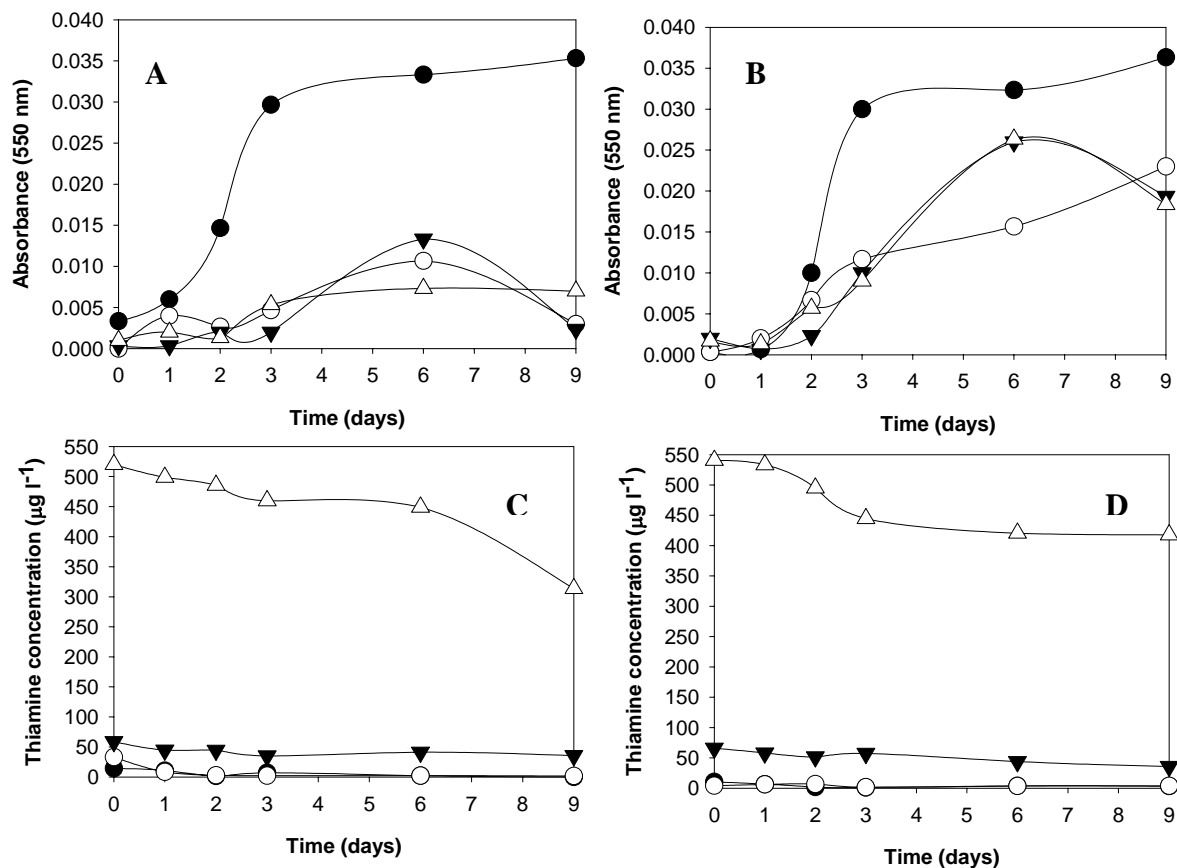 A
Absorbance (550 nm)
0.040
0.035
0.030
0.025
0.020
0.015
0.010
0.005
0.000
0 1 2 3 4 5 6 7 8 9
Time (days)
B
Absorbance (550 nm)
0.040
0.035
0.030
0.025
0.020
0.015
0.010
0.005
0.000
0 1 2 3 4 5 6 7 8 9
Time (days)
C
Thiamine concentration (μg l⁻¹)
550
500
450
400
350
300
250
200
150
100
50
0
0 1 2 3 4 5 6 7 8 9
Time (days)
D
Thiamine concentration (μg l⁻¹)
550
500
450
400
350
300
250
200
150
100
50
0
0 1 2 3 4 5 6 7 8 9
Time (days)